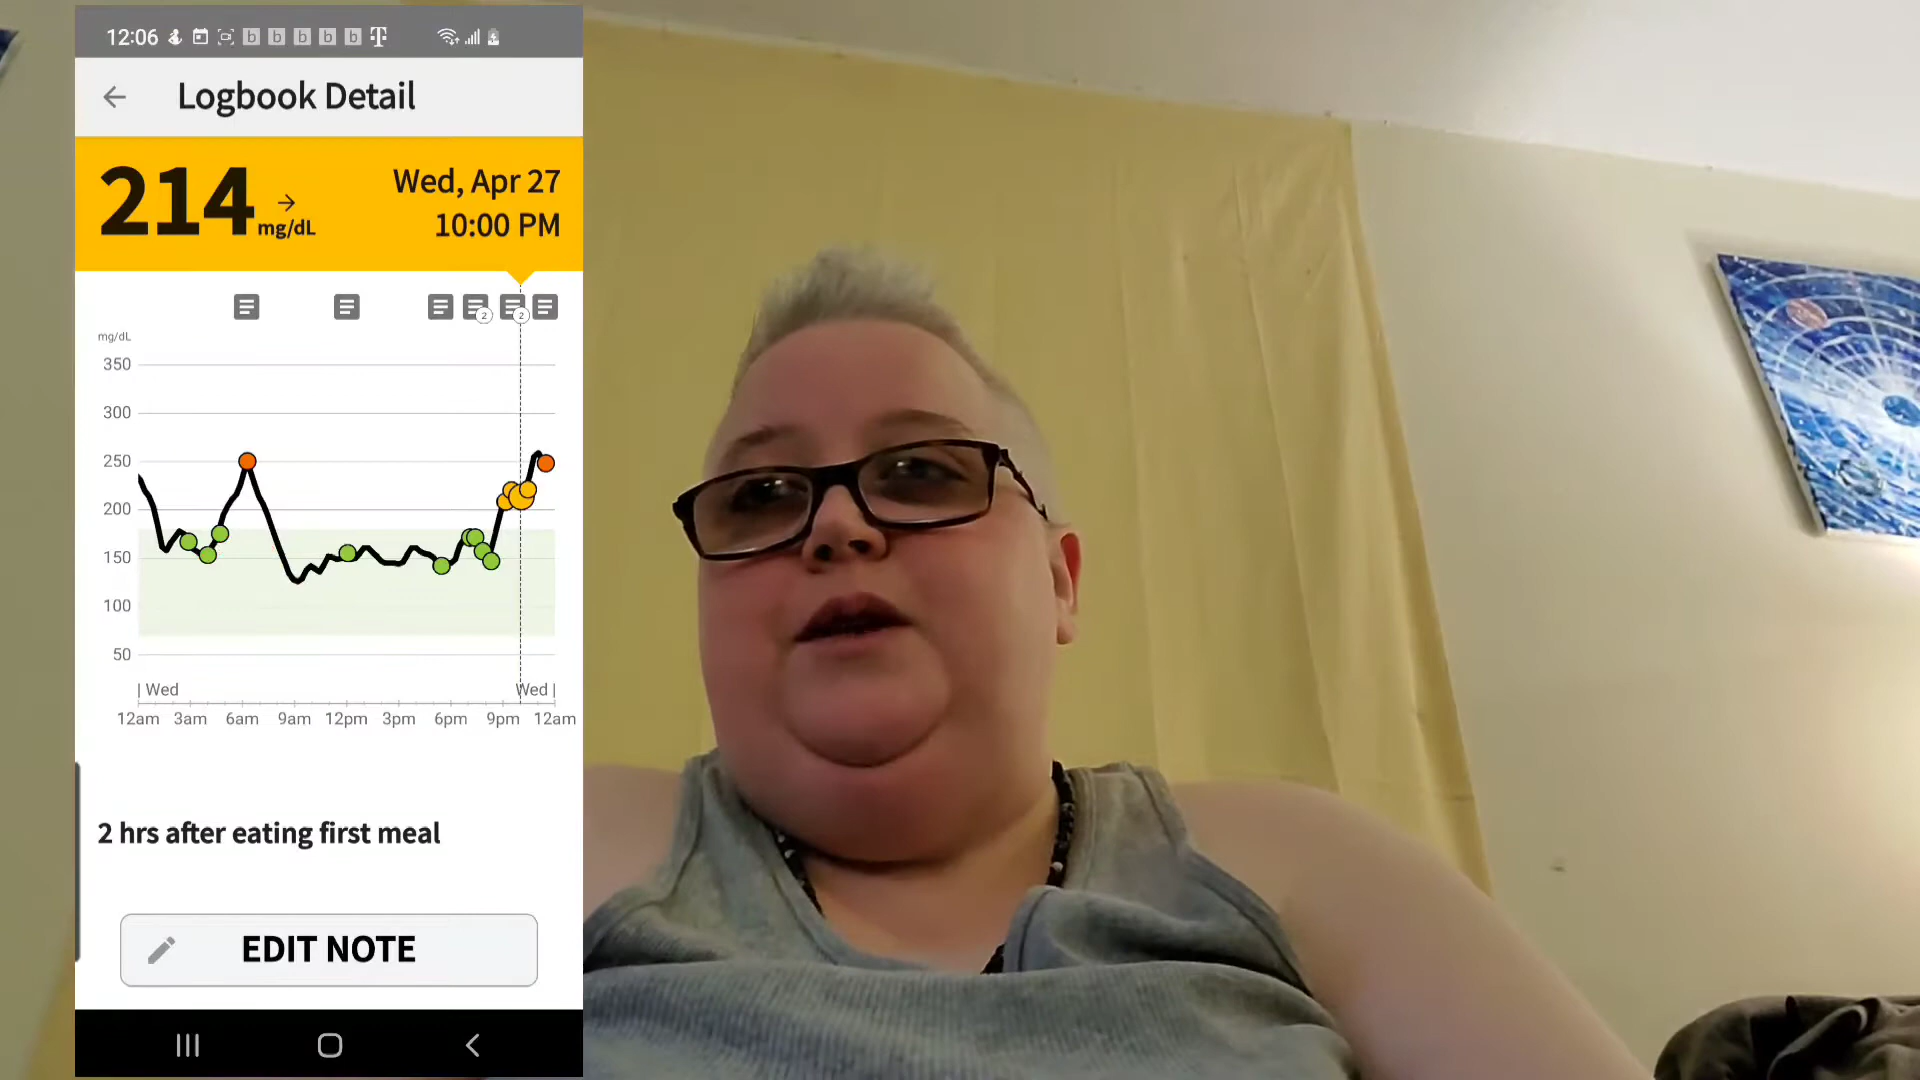 12:06 b b b b b T
Logbook Detail
214 mg/dL →
Wed, Apr 27
10:00 PM
2 2
mg/dL
350
300
250
200
150
100
50
| Wed Wed |
12am 3am 6am 9am 12pm 3pm 6pm 9pm 12am
2 hrs after eating first meal
EDIT NOTE